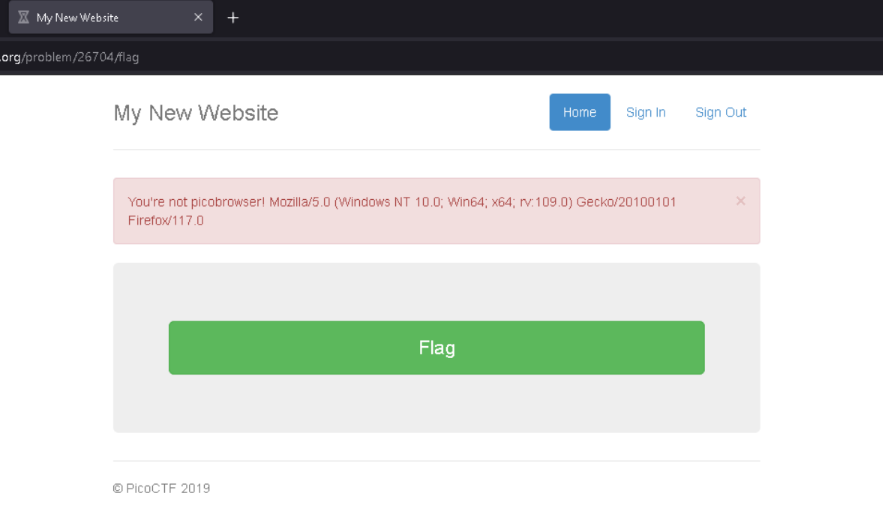 My New Website
.org/problem/26704/flag
My New Website
Home Sign In Sign Out
You're not picobrowser! Mozilla/5.0 (Windows NT 10.0; Win64; x64; rv:109.0) Gecko/20100101
Firefox/117.0
Flag
© PicoCTF 2019